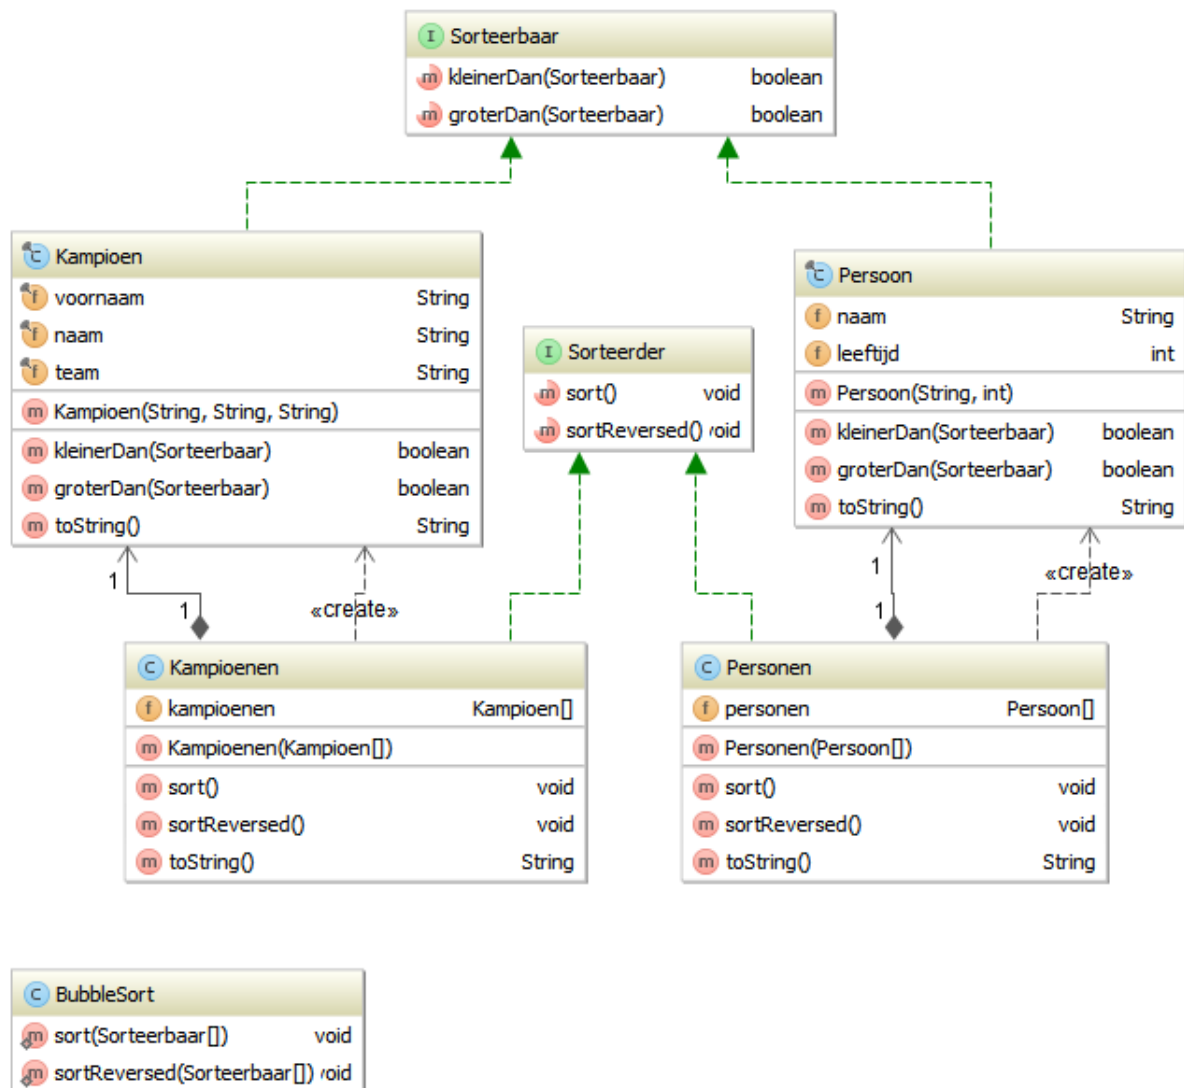 Sorteerbaar
kleinerDan(Sorteerbaar) boolean
groterDan(Sorteerbaar) boolean
Kampioen
voornaam String
naam String
team String
Kampioen(String, String, String)
kleinerDan(Sorteerbaar) boolean
groterDan(Sorteerbaar) boolean
toString() String
Sorteerder
sort() void
sortReversed() void
Persoon
naam String
leeftijd int
Persoon(String, int)
kleinerDan(Sorteerbaar) boolean
groterDan(Sorteerbaar) boolean
toString() String
1
1
«create»
1
1
«create»
Kampioenen
kampioenen Kampioen[]
Kampioenen(Kampioen[])
sort() void
sortReversed() void
toString() String
Personen
personen Persoon[]
Personen(Persoon[])
sort() void
sortReversed() void
toString() String
BubbleSort
sort(Sorteerbaar[]) void
sortReversed(Sorteerbaar[]) void